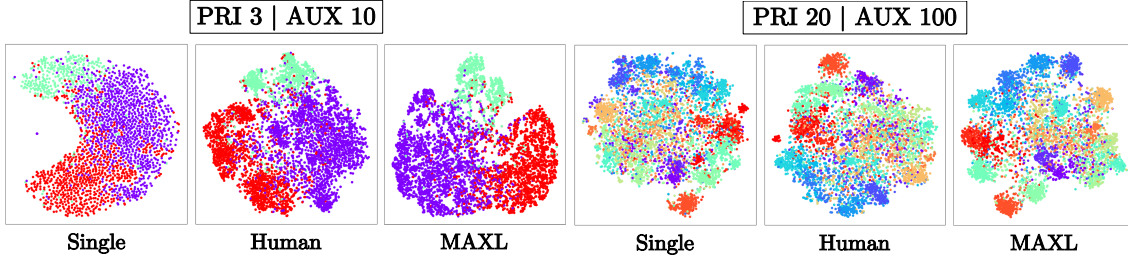 PRI 3 | AUX 10
PRI 20 | AUX 100
Single
Human
MAXL
Single
Human
MAXL